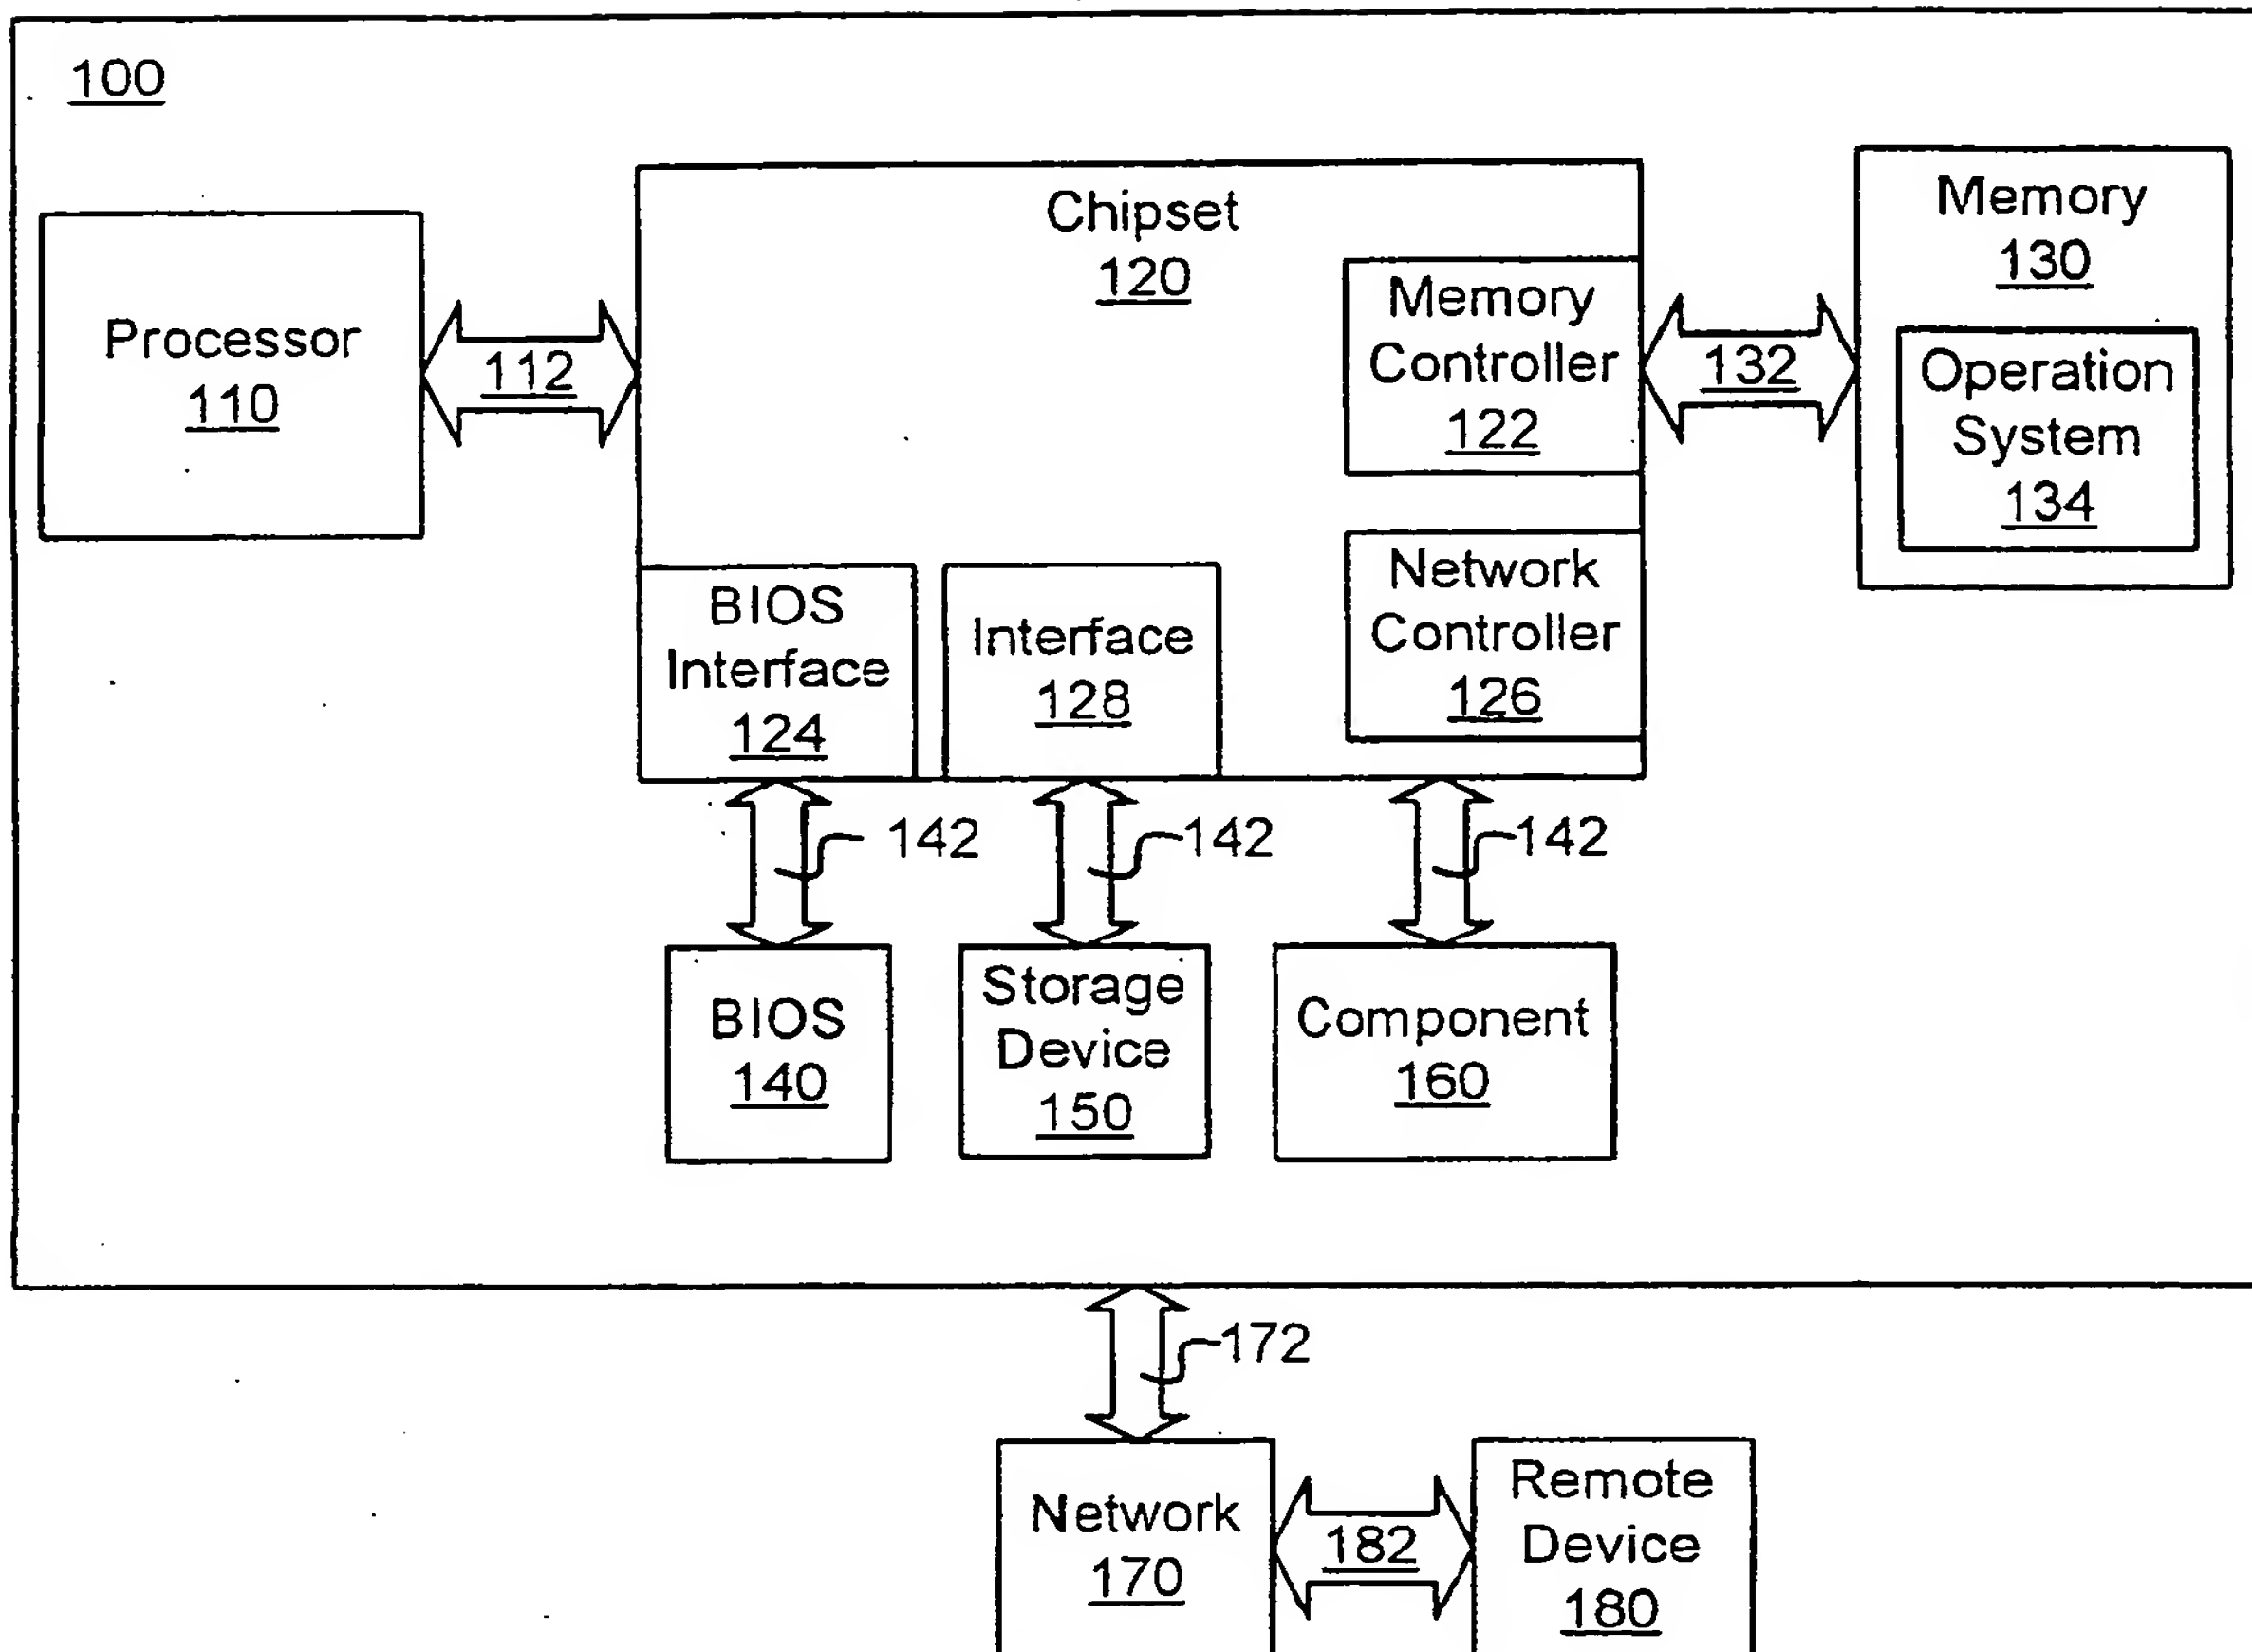 100
Chipset
120
Processor
110
112
Memory
Controller
122
132
Memory
130
Operation
System
134
BIOS
Interface
124
Interface
128
Network
Controller
126
142
142
142
BIOS
140
Storage
Device
150
Component
160
172
Network
170
182
Remote
Device
180